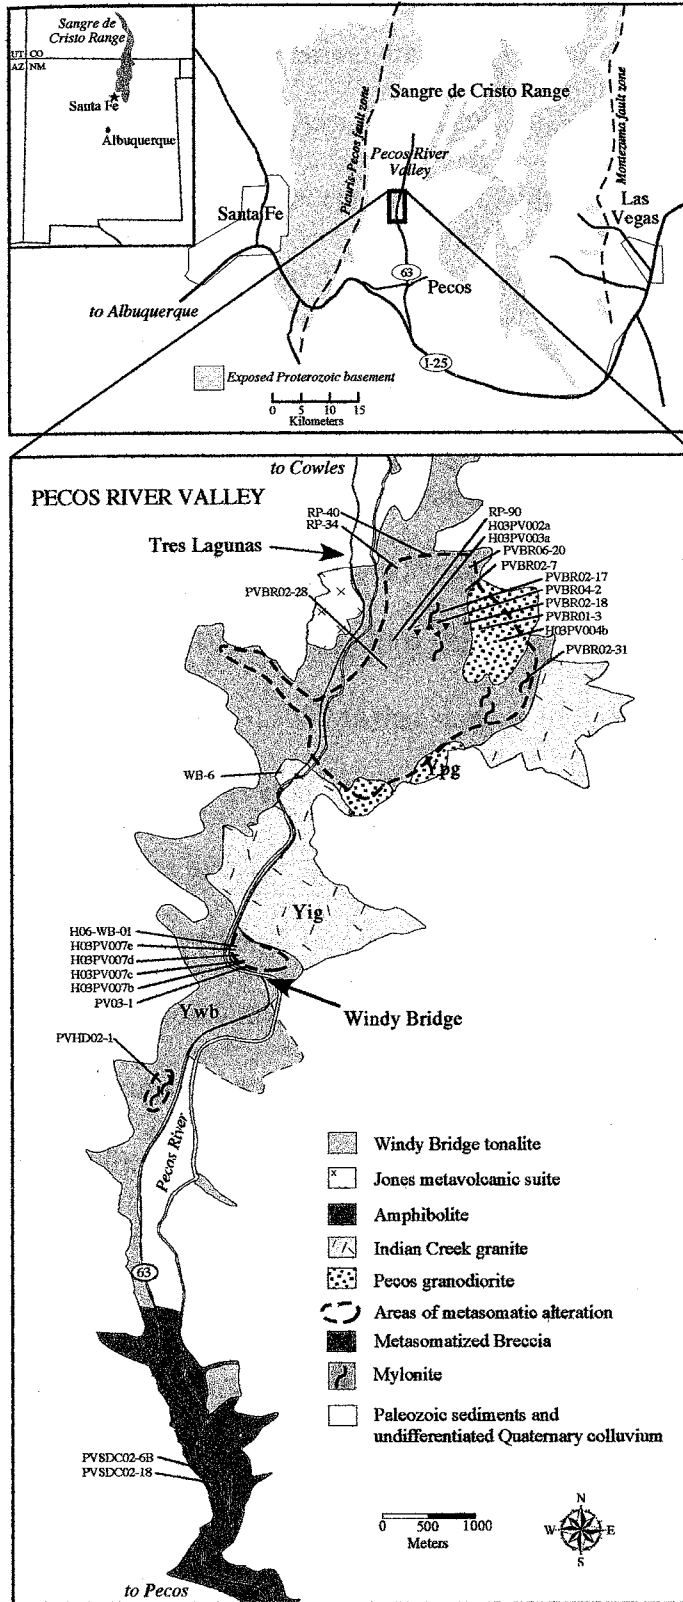 Sangre de
Cristo Range
UT CO
AZ NM
Santa Fe
Albuquerque
Sangre de Cristo Range
Picuris-Pecos fault zone
Montezuma fault zone
Pecos River
Valley
Santa Fe
Las
Vegas
63
Pecos
to Albuquerque
I-25
Exposed Proterozoic basement
0 5 10 15
Kilometers
to Cowles
PECOS RIVER VALLEY
RP-40
RP-34
RP-90
H03PV002a
H03PV003a
Tres Lagunas
PVBR06-20
PVBR02-7
PVBR02-17
PVBR04-2
PVBR02-28
PVBR02-18
PVBR01-3
H03PV004b
PVBR02-31
WB-6
Ypg
Yig
H06-WB-01
H03PV007e
H03PV007d
H03PV007c
H03PV007b
PV03-1
Ywb
Windy Bridge
PVHD02-1
Pecos River
Windy Bridge tonalite
Jones metavolcanic suite
Amphibolite
Indian Creek granite
63
Pecos granodiorite
Areas of metasomatic alteration
Metasomatized Breccia
Mylonite
Paleozoic sediments and
undifferentiated Quaternary colluvium
PVSDC02-6B
PVSDC02-18
0 500 1000
Meters
N
W E
S
to Pecos